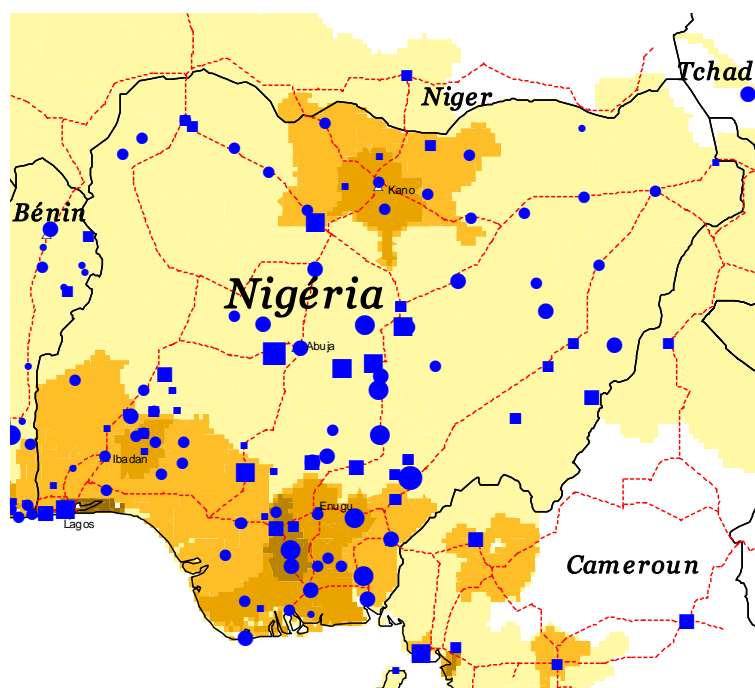 Tchad
Niger
Kano
Bénin
Nigéria
Abuja
Ibadan
Enugu
Lagos
Cameroun